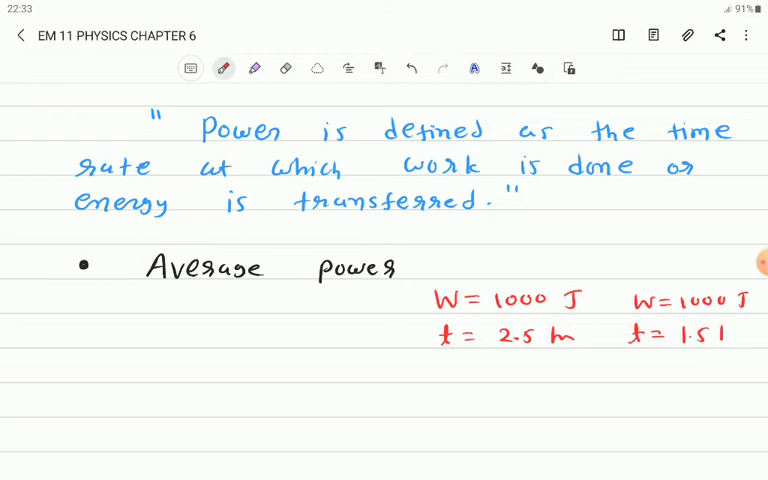 22:33
91%
EM 11 PHYSICS CHAPTER 6
" Power is defined as the time
rate at which work is done or
energy is transferred. "
• Average power
W = 1000 J W = 1000 J
t = 2.5 m t = 1.5 l